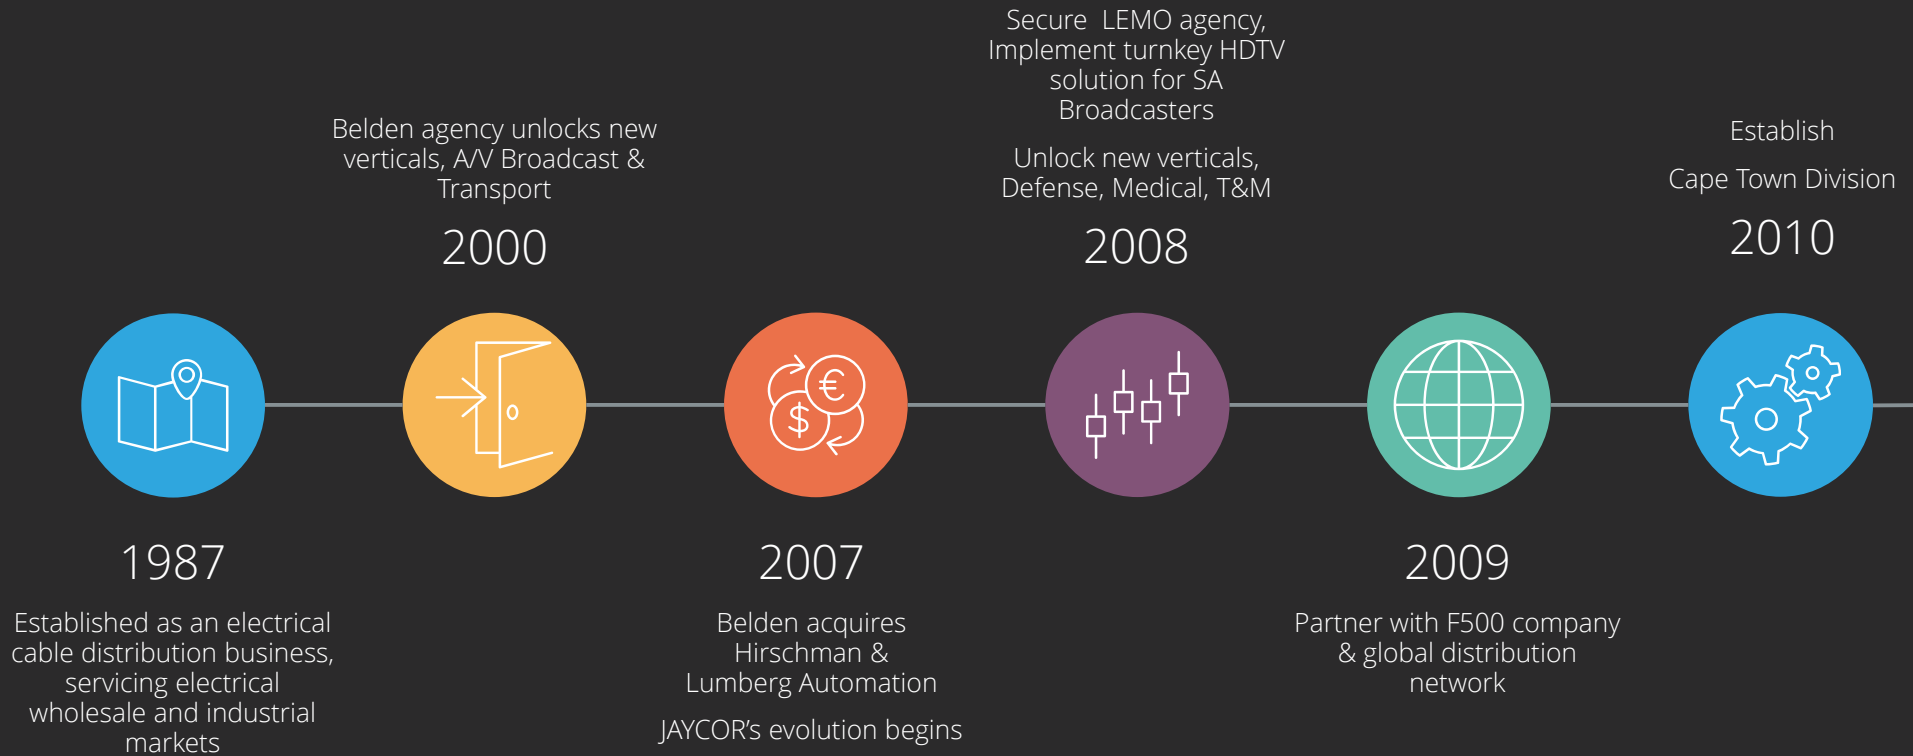 1987
Established as an electrical
cable distribution business,
servicing electrical
wholesale and industrial
markets
Belden agency unlocks new
verticals, A/V Broadcast &
Transport
2000
2007
Belden acquires
Hirschman &
Lumberg Automation
JAYCOR’s evolution begins
Secure LEMO agency,
Implement turnkey HDTV
solution for SA
Broadcasters
Unlock new verticals,
Defense, Medical, T&M
2008
2009
Partner with F500 company
& global distribution
network
Establish
Cape Town Division
2010
€
$